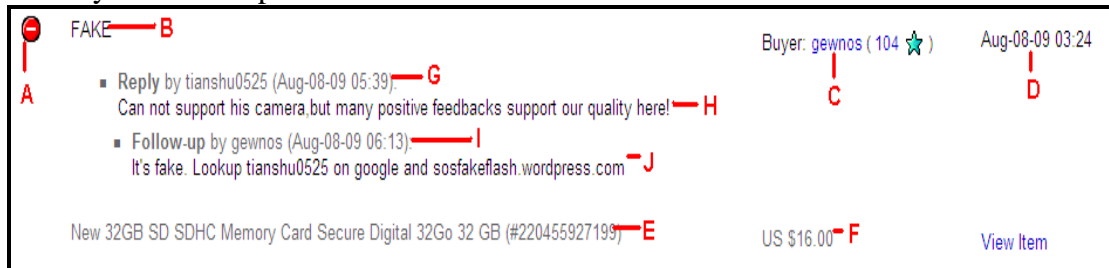 FAKE B Buyer: gewnos ( 104 ) Aug-08-09 03:24
A Reply by tianshu0525 (Aug-08-09 05:39): G C D
Can not support his camera,but many positive feedbacks support our quality here! H
Follow-up by gewnos (Aug-08-09 06:13): I
It's fake. Lookup tianshu0525 on google and sosfakeflash.wordpress.com J
New 32GB SD SDHC Memory Card Secure Digital 32Go 32 GB (#220455927199) E US $16.00 F View Item